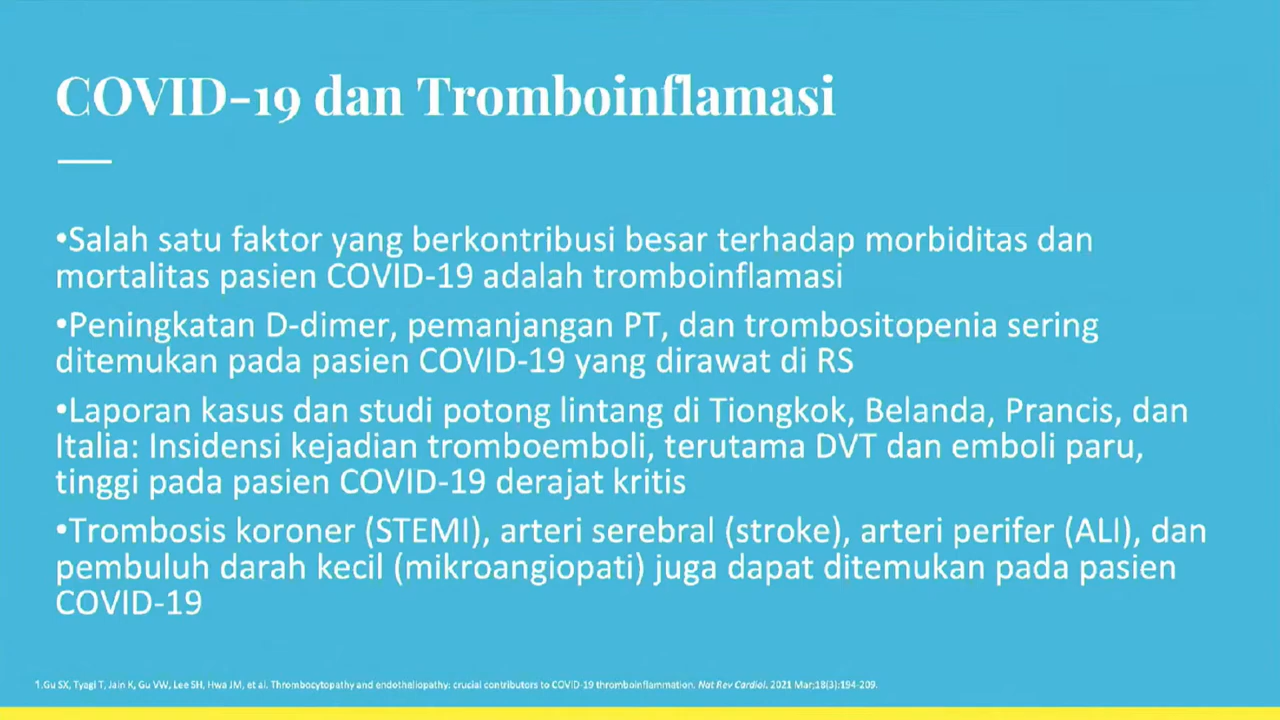 COVID-19 dan Tromboinflamasi
•Salah satu faktor yang berkontribusi besar terhadap morbiditas dan
mortalitas pasien COVID-19 adalah tromboinflamasi
•Peningkatan D-dimer, pemanjangan PT, dan trombositopenia sering
ditemukan pada pasien COVID-19 yang dirawat di RS
•Laporan kasus dan studi potong lintang di Tiongkok, Belanda, Prancis, dan
Italia: Insidensi kejadian tromboemboli, terutama DVT dan emboli paru,
tinggi pada pasien COVID-19 derajat kritis
•Trombosis koroner (STEMI), arteri serebral (stroke), arteri perifer (ALI), dan
pembuluh darah kecil (mikroangiopati) juga dapat ditemukan pada pasien
COVID-19
1.Gu SX, Tyagi T, Jain K, Gu VW, Lee SH, Hwa JM, et al. Thrombocytopathy and endotheliopathy: crucial contributors to COVID-19 thromboinflammation. Nat Rev Cardiol. 2021 Mar;18(3):194-209.